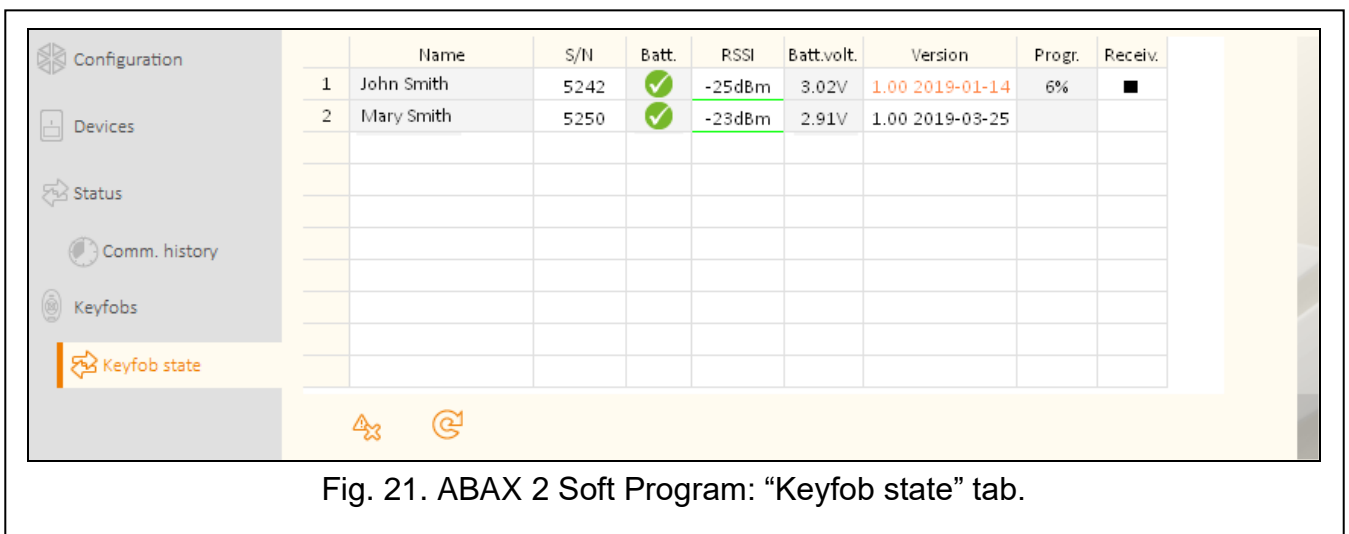 Configuration
Devices
Status
Comm. history
Keyfobs
Keyfob state
Name S/N Batt. RSSI Batt.volt. Version Progr. Receiv.
1 John Smith 5242 -25dBm 3.02V 1.00 2019-01-14 6%
2 Mary Smith 5250 -23dBm 2.91V 1.00 2019-03-25
Fig. 21. ABAX 2 Soft Program: “Keyfob state” tab.